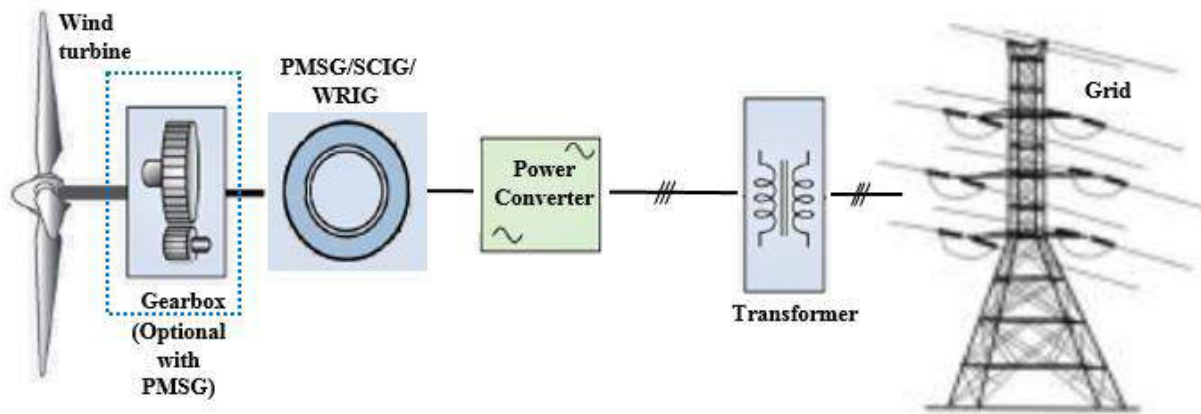 Wind
turbine
PMSG/SCIG/
WRIG
Grid
Power
Converter
Gearbox
(Optional
with
PMSG)
Transformer